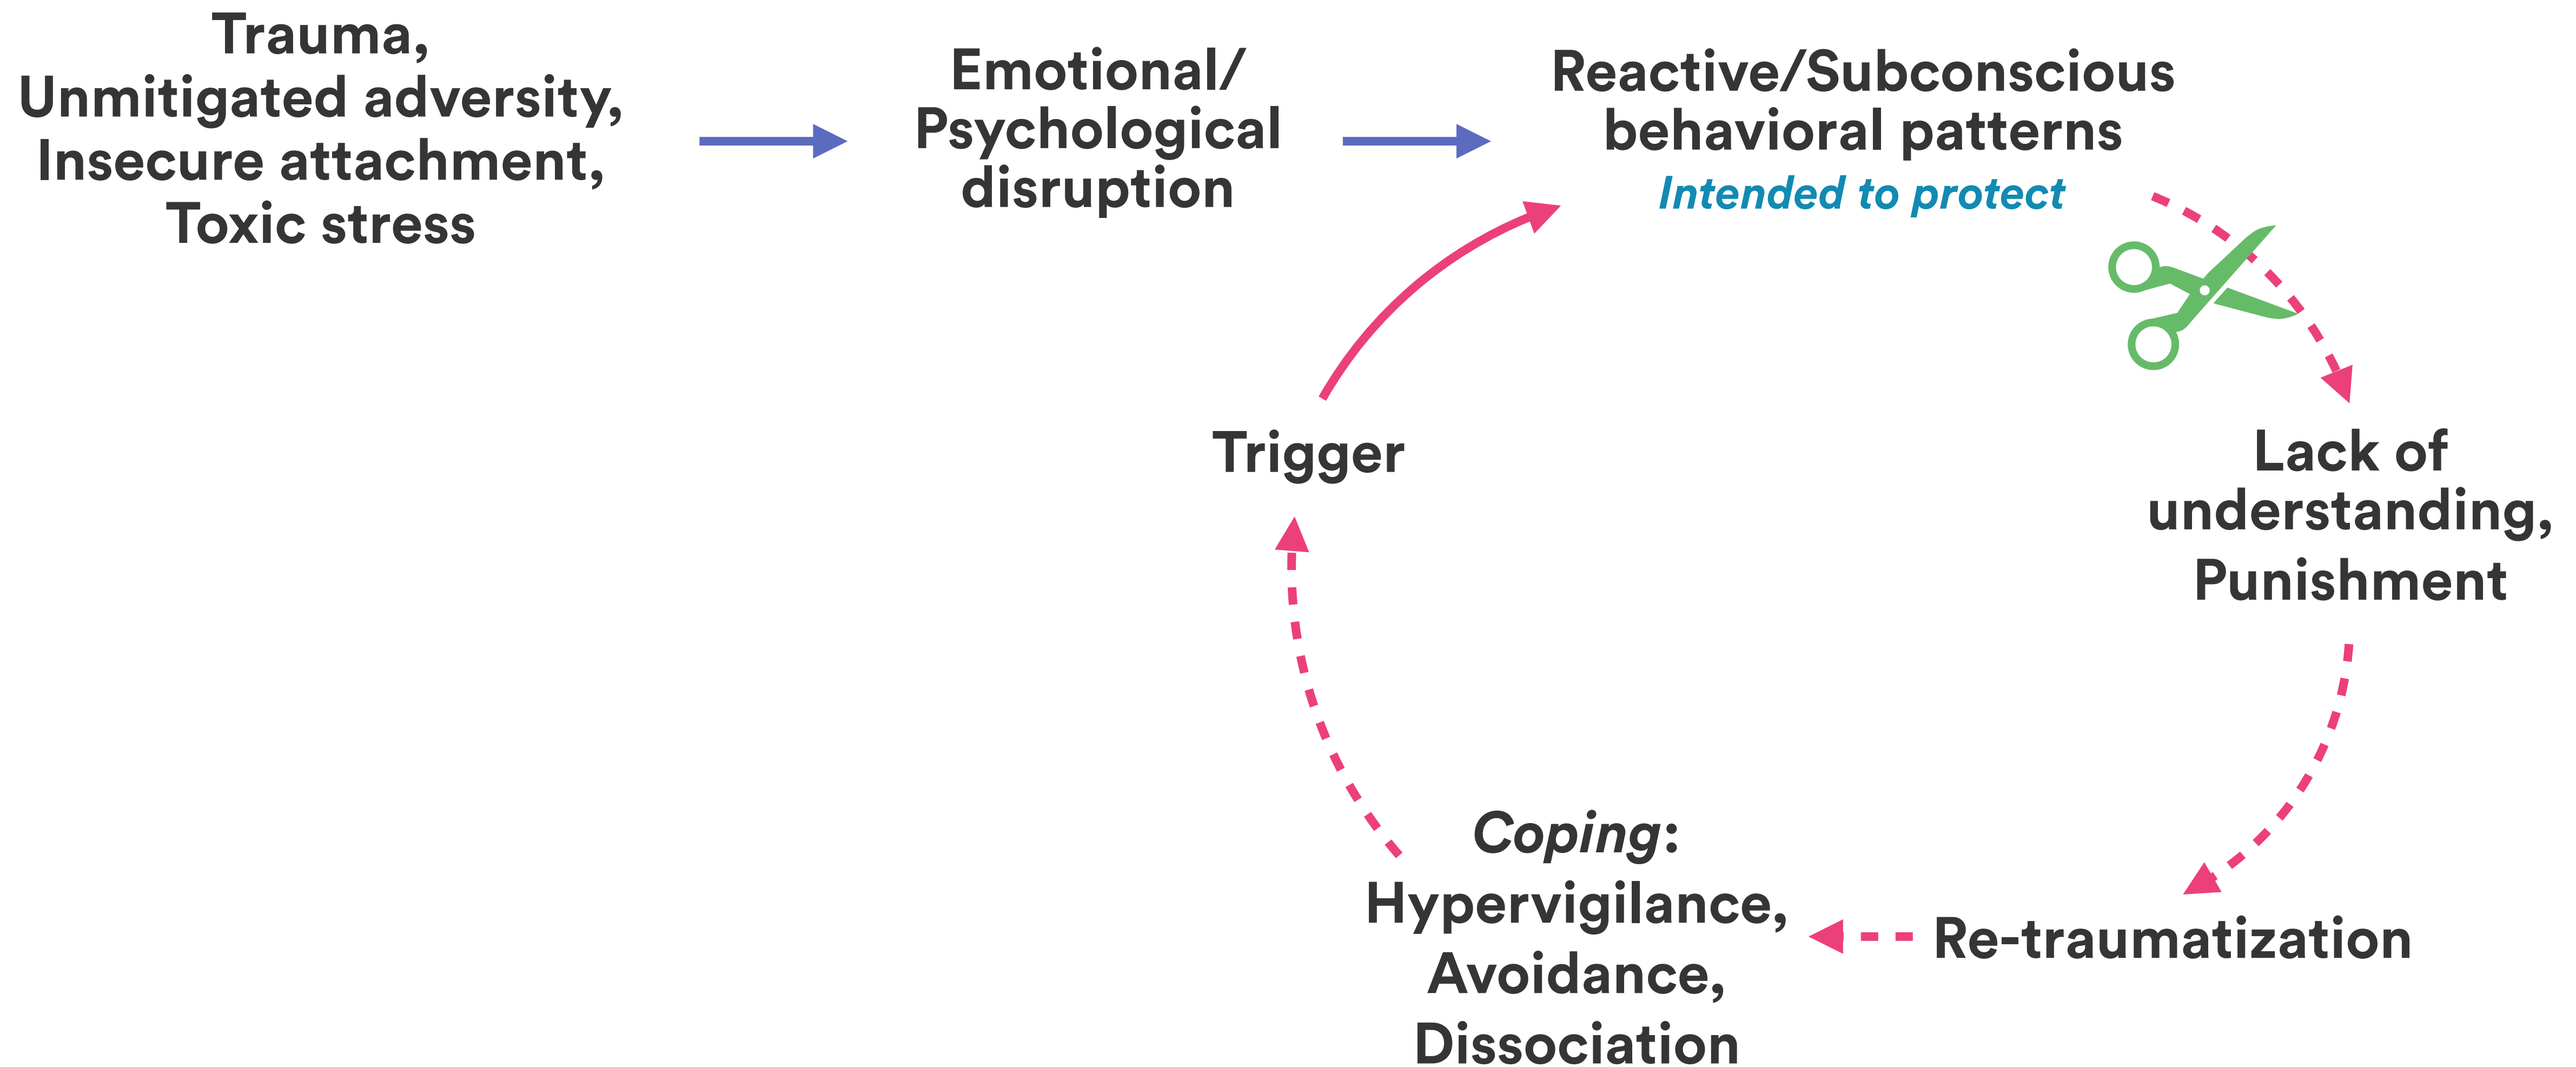 Trauma,
Unmitigated adversity,
Insecure attachment,
Toxic stress
Emotional/
Psychological
disruption
Reactive/Subconscious
behavioral patterns
Intended to protect
Lack of
understanding,
Punishment
Re-traumatization
Coping:
Hypervigilance,
Avoidance,
Dissociation
Trigger